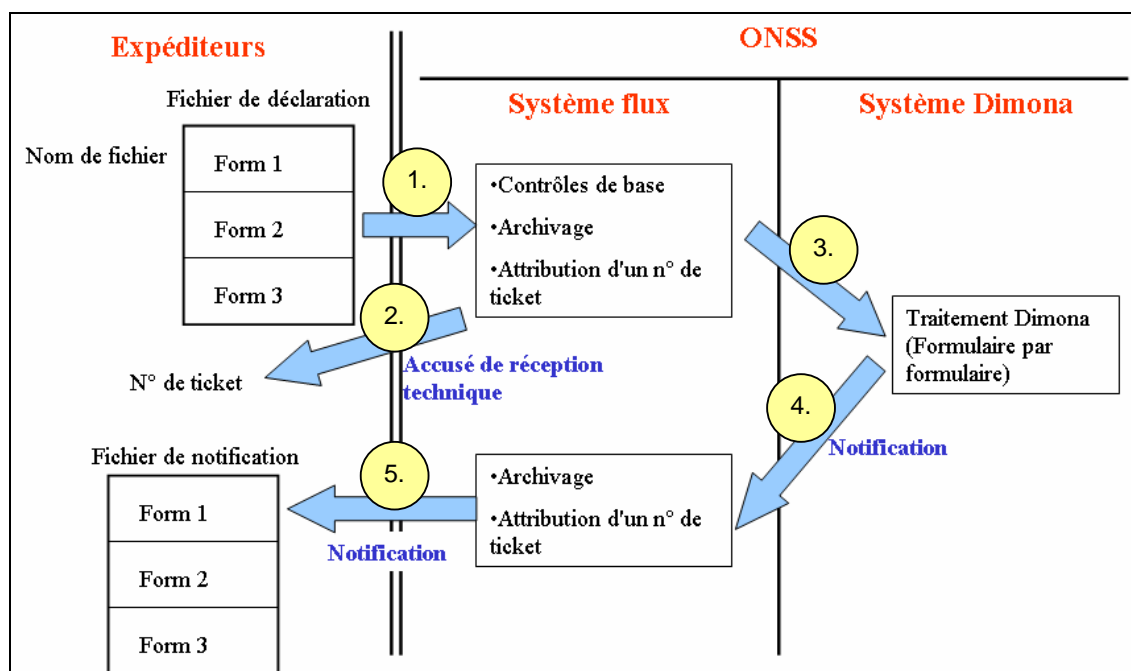 Expéditeurs
ONSS
Système flux
Système Dimona
Fichier de déclaration
Nom de fichier
Form 1
Form 2
Form 3
1.
•Contrôles de base
•Archivage
•Attribution d'un n° de
ticket
2.
Accusé de réception
technique
N° de ticket
3.
Traitement Dimona
(Formulaire par
formulaire)
4.
Notification
•Archivage
•Attribution d'un n° de
ticket
5.
Notification
Fichier de notification
Form 1
Form 2
Form 3